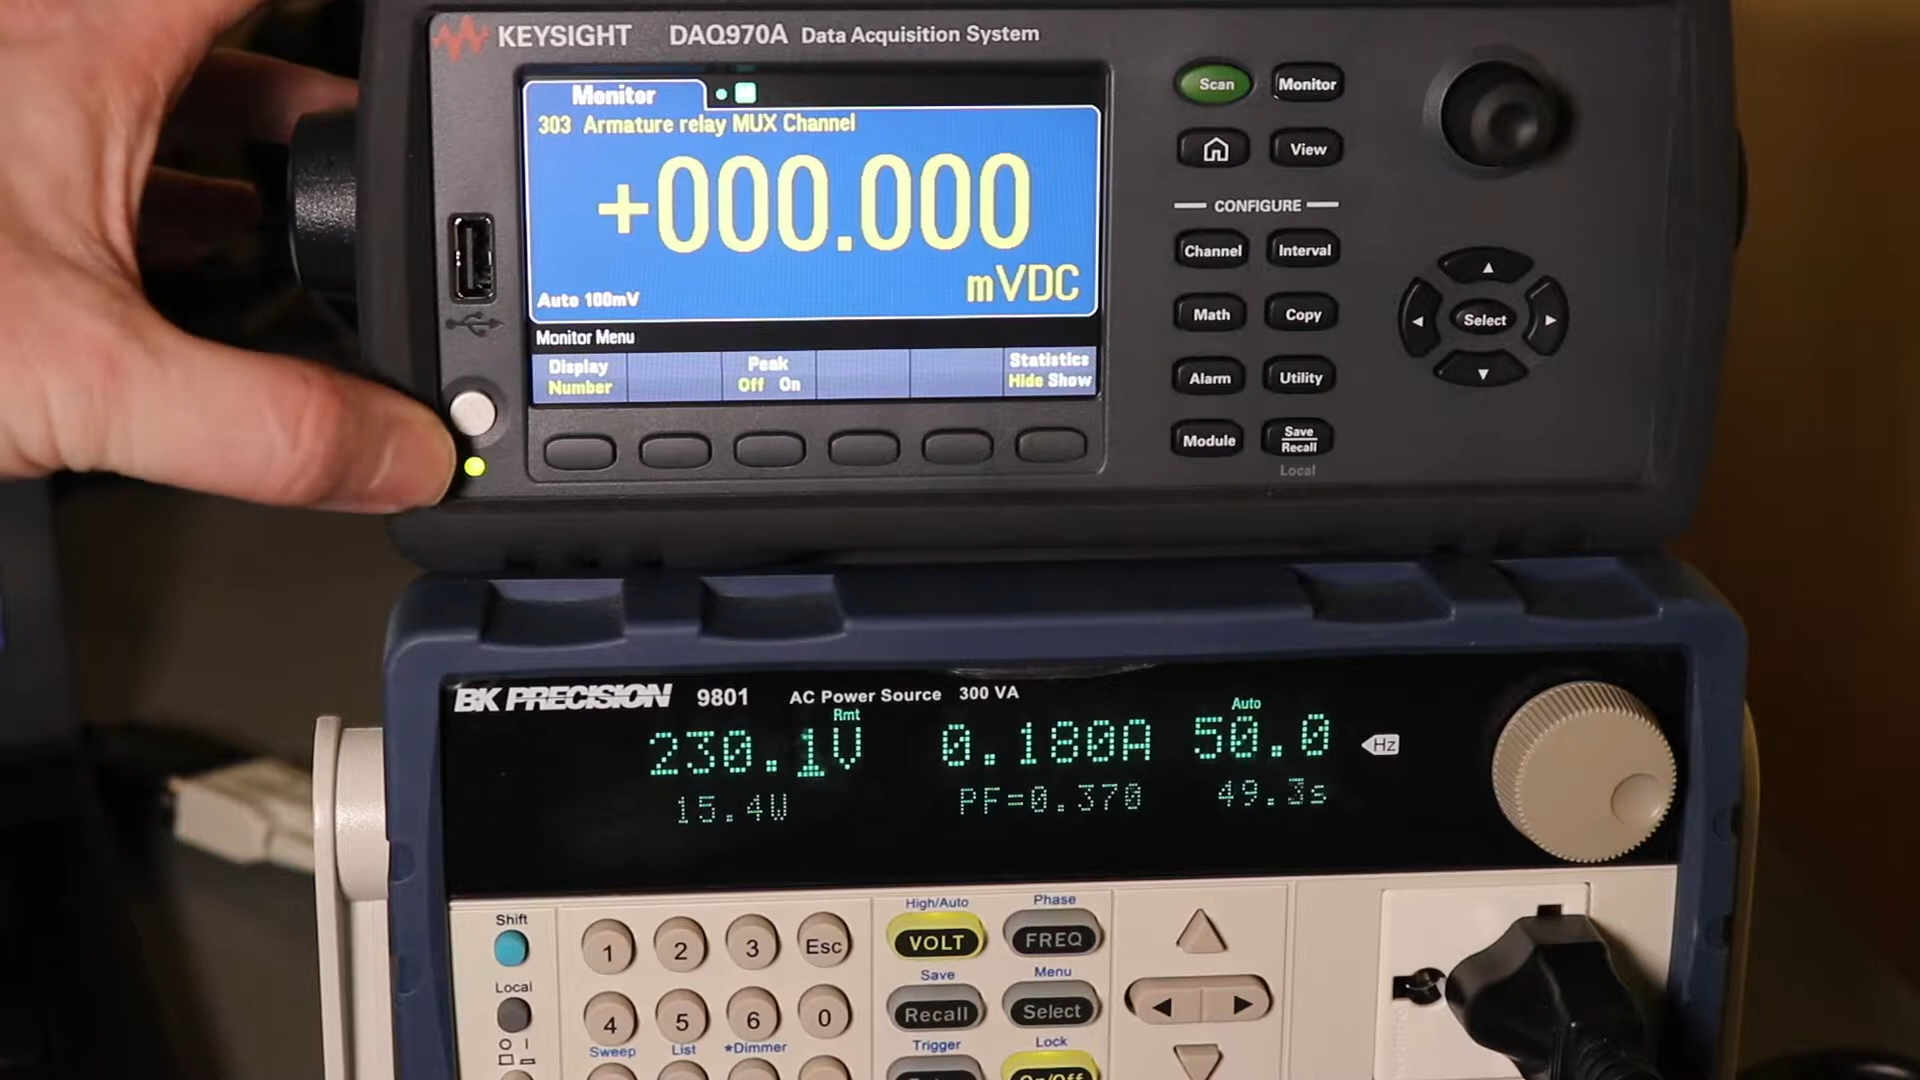 KEYSIGHT DAQ970A Data Acquisition System
Monitor
303 Armature relay MUX Channel
+000.000
mVDC
Auto 100mV
Monitor Menu
Display
Number
Peak
Off On
Statistics
Hide Show
Scan Monitor
View
CONFIGURE
Channel Interval
Math Copy
Alarm Utility
Module Save
Recall
Local
Select
BK PRECISION 9801 AC Power Source 300 VA
Rmt Auto
230.1V 0.180A 50.0 Hz
15.4W PF=0.370 49.3s
Shift
Local
1 2 3 Esc
4 5 6 0
Sweep List *Dimmer
High/Auto Phase
VOLT FREQ
Save Menu
Recall Select
Trigger Lock
On/Off